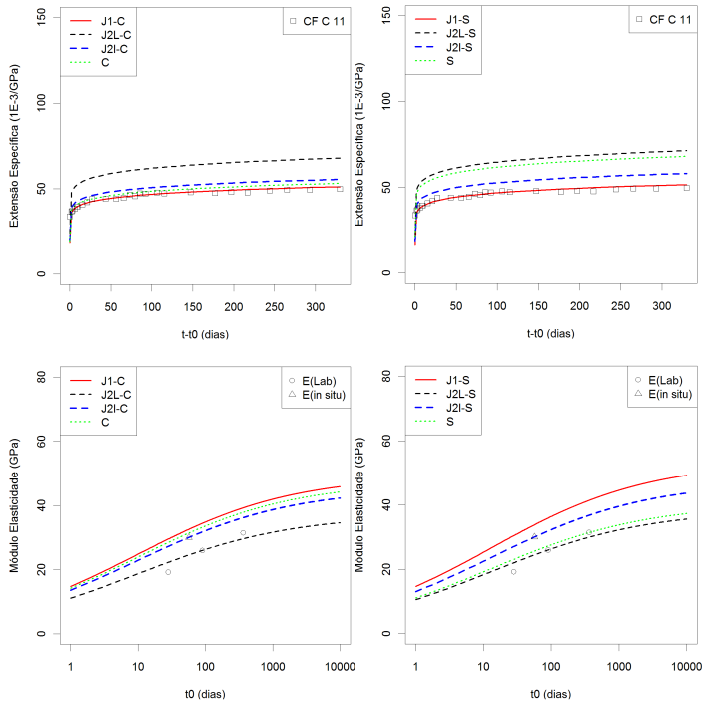 J1-C
J2L-C
J2I-C
C
CF C 11
Extensão Específica (1E-3/GPa)
150
100
50
0
0 50 100 150 200 250 300
t-t0 (dias)
J1-S
J2L-S
J2I-S
S
CF C 11
Extensão Específica (1E-3/GPa)
150
100
50
0
0 50 100 150 200 250 300
t-t0 (dias)
J1-C
J2L-C
J2I-C
C
E(Lab)
E(in situ)
Módulo Elasticidade (GPa)
80
60
40
20
0
1 10 100 1000 10000
t0 (dias)
J1-S
J2L-S
J2I-S
S
E(Lab)
E(in situ)
Módulo Elasticidade (GPa)
80
60
40
20
0
1 10 100 1000 10000
t0 (dias)